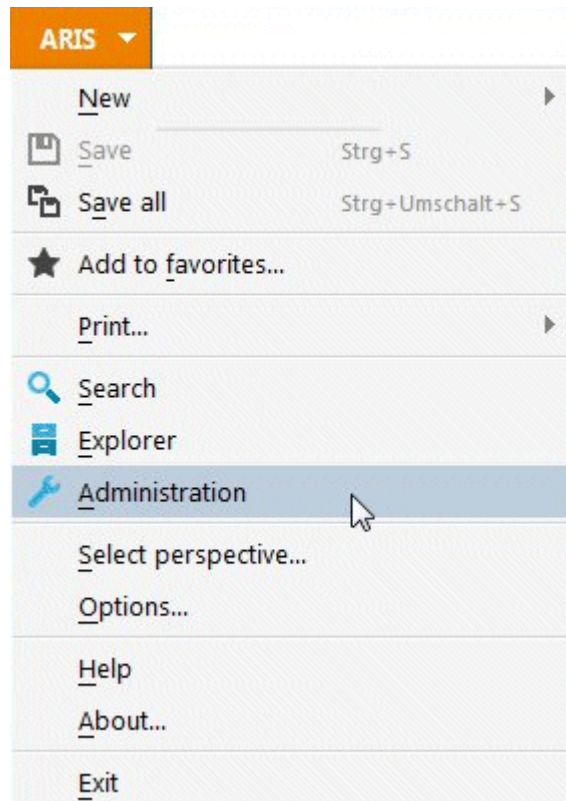 ARIS
New
Save Strg+S
Save all Strg+Umschalt+S
Add to favorites...
Print...
Search
Explorer
Administration
Select perspective...
Options...
Help
About...
Exit